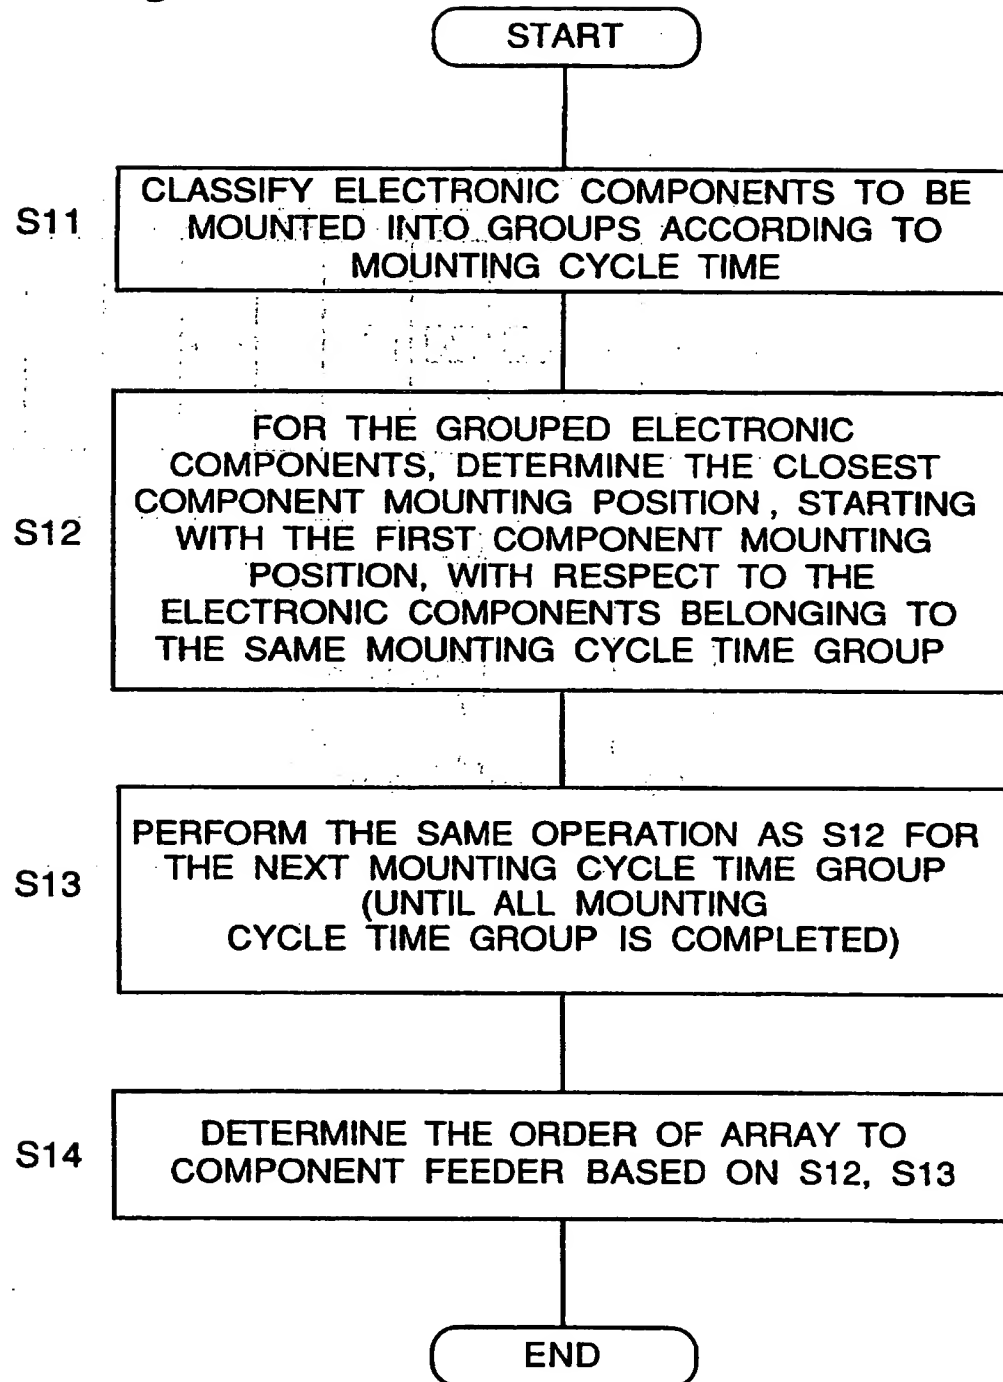 START
S11
CLASSIFY ELECTRONIC COMPONENTS TO BE
MOUNTED INTO GROUPS ACCORDING TO
MOUNTING CYCLE TIME
S12
FOR THE GROUPED ELECTRONIC
COMPONENTS, DETERMINE THE CLOSEST
COMPONENT MOUNTING POSITION, STARTING
WITH THE FIRST COMPONENT MOUNTING
POSITION, WITH RESPECT TO THE
ELECTRONIC COMPONENTS BELONGING TO
THE SAME MOUNTING CYCLE TIME GROUP
S13
PERFORM THE SAME OPERATION AS S12 FOR
THE NEXT MOUNTING CYCLE TIME GROUP
(UNTIL ALL MOUNTING
CYCLE TIME GROUP IS COMPLETED)
S14
DETERMINE THE ORDER OF ARRAY TO
COMPONENT FEEDER BASED ON S12, S13
END